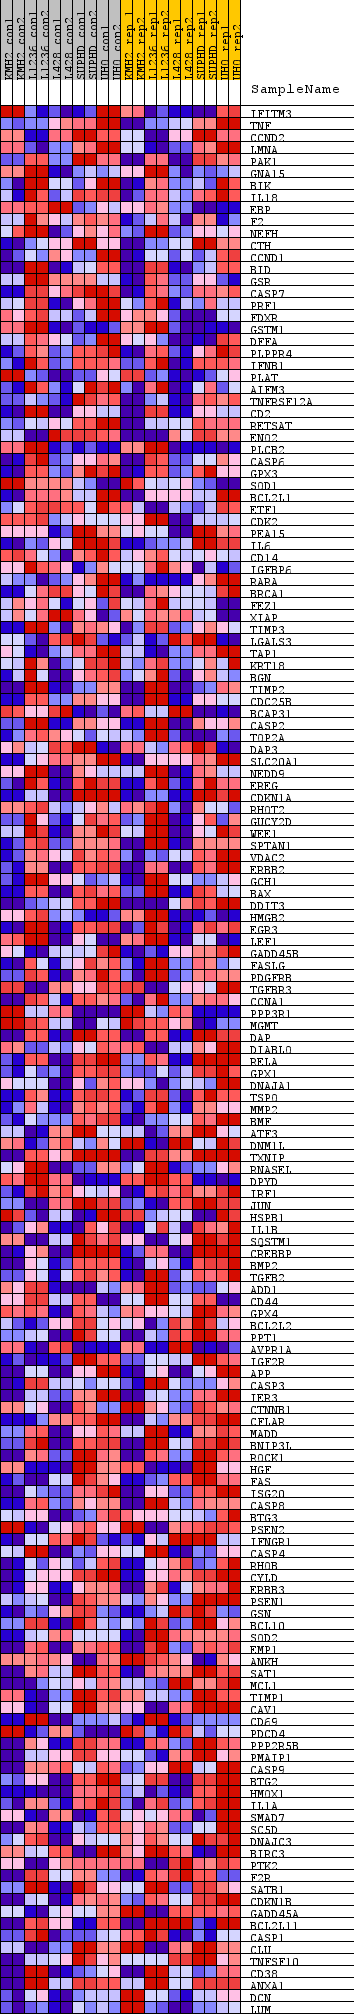 KMH2_con1
KMH2_con2
L1236_con1
L1236_con2
L428_con1
L428_con2
SUPHD_con1
SUPHD_con2
UHO_con1
UHO_con2
KMH2_rep1
KMH2_rep2
L1236_rep1
L1236_rep2
L428_rep1
L428_rep2
SUPHD_rep1
SUPHD_rep2
UHO_rep1
UHO_rep2
SampleName
IFITM3
TNF
CCND2
LMNA
PAK1
GNA15
BIK
IL18
EBP
F2
NEFH
CTH
CCND1
BID
GSR
CASP7
PRF1
FDXR
GSTM1
DFFA
PLPPR4
IFNB1
PLAT
AIFM3
TNFRSF12A
CD2
RETSAT
ENO2
PLCB2
CASP6
GPX3
SOD1
BCL2L1
ETF1
CDK2
PEA15
IL6
CD14
IGFBP6
RARA
BRCA1
FEZ1
XIAP
TIMP3
LGALS3
TAP1
KRT18
BGN
TIMP2
CDC25B
BCAP31
CASP2
TOP2A
DAP3
SLC20A1
NEDD9
EREG
CDKN1A
RHOT2
GUCY2D
WEE1
SPTAN1
VDAC2
ERBB2
GCH1
BAX
DDIT3
HMGB2
EGR3
LEF1
GADD45B
FASLG
PDGFRB
TGFBR3
CCNA1
PPP3R1
MGMT
DAP
DIABLO
RELA
GPX1
DNAJA1
TSPO
MMP2
BMF
ATF3
DNM1L
TXNIP
RNASEL
DPYD
IRF1
JUN
HSPB1
IL1B
SQSTM1
CREBBP
BMP2
TGFB2
ADD1
CD44
GPX4
BCL2L2
PPT1
AVPR1A
IGF2R
APP
CASP3
IER3
CTNNB1
CFLAR
MADD
BNIP3L
ROCK1
HGF
FAS
ISG20
CASP8
BTG3
PSEN2
IFNGR1
CASP4
RHOB
CYLD
ERBB3
PSEN1
GSN
BCL10
SOD2
EMP1
ANKH
SAT1
MCL1
TIMP1
CAV1
CD69
PDCD4
PPP2R5B
PMAIP1
CASP9
BTG2
HMOX1
IL1A
SMAD7
SC5D
DNAJC3
BIRC3
PTK2
F2R
SATB1
CDKN1B
GADD45A
BCL2L11
CASP1
CLU
TNFSF10
CD38
ANXA1
DCN
LUM